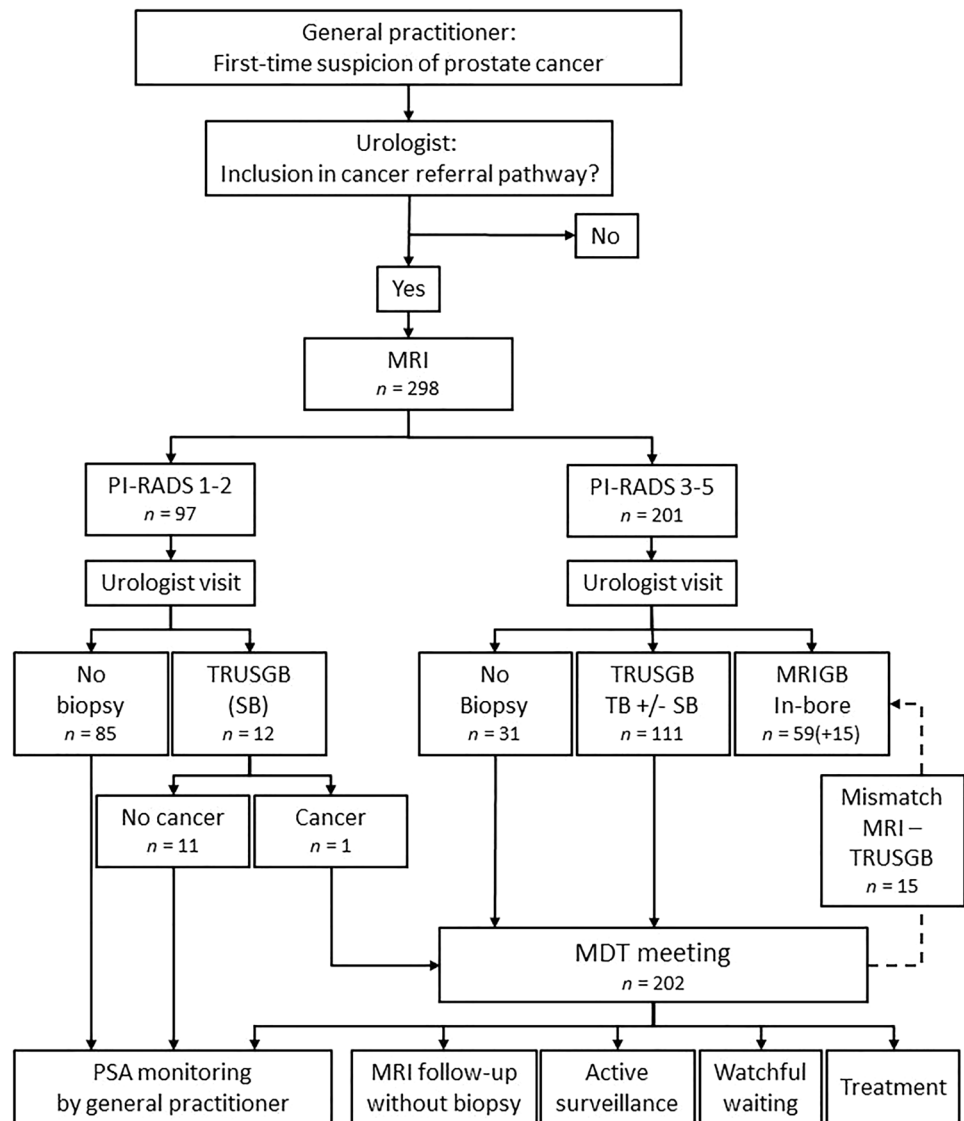 General practitioner:
First-time suspicion of prostate cancer
Urologist:
Inclusion in cancer referral pathway?
No
Yes
MRI
n = 298
PI-RADS 1-2
n = 97
PI-RADS 3-5
n = 201
Urologist visit
Urologist visit
No
biopsy
n = 85
TRUSGB
(SB)
n = 12
No
Biopsy
n = 31
TRUSGB
TB +/- SB
n = 111
MRIGB
In-bore
n = 59(+15)
No cancer
n = 11
Cancer
n = 1
Mismatch
MRI –
TRUSGB
n = 15
MDT meeting
n = 202
PSA monitoring
by general practitioner
MRI follow-up
without biopsy
Active
surveillance
Watchful
waiting
Treatment